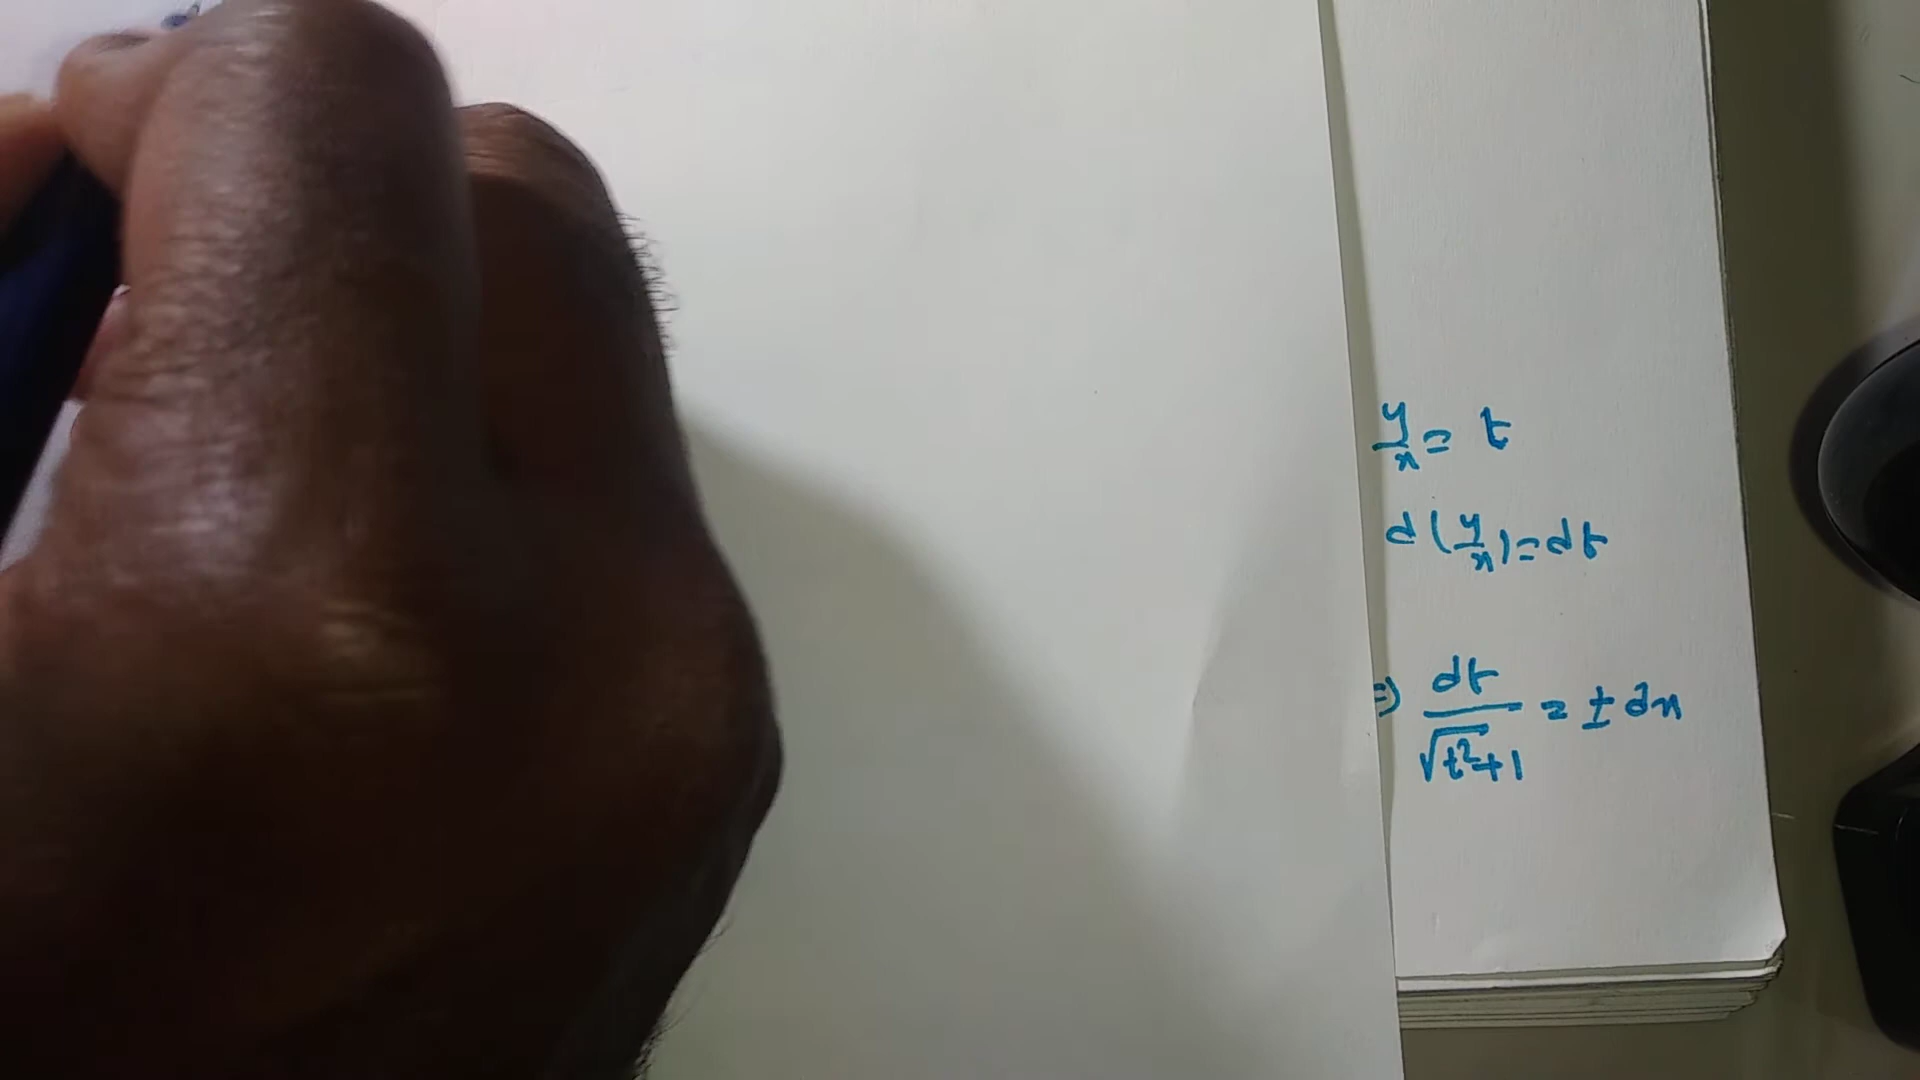 y/x = t
d(y/x) = dt
⇒ dt/√t²+1 = ± dx